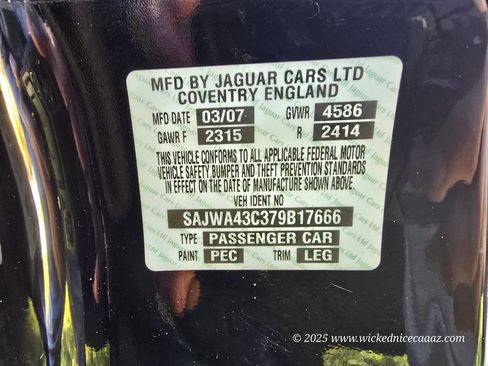 MFD BY JAGUAR CARS LTD
COVENTRY ENGLAND
MFD DATE 03/07 GVWR 4586
GAWR F 2315 R 2414
THIS VEHICLE CONFORMS TO ALL APPLICABLE FEDERAL MOTOR
VEHICLE SAFETY, BUMPER AND THEFT PREVENTION STANDARDS
IN EFFECT ON THE DATE OF MANUFACTURE SHOWN ABOVE.
VEH IDENT NO
SAJWA43C379B17666
TYPE PASSENGER CAR
PAINT PEC TRIM LEG
© 2025 www.wickednicecaaaz.com